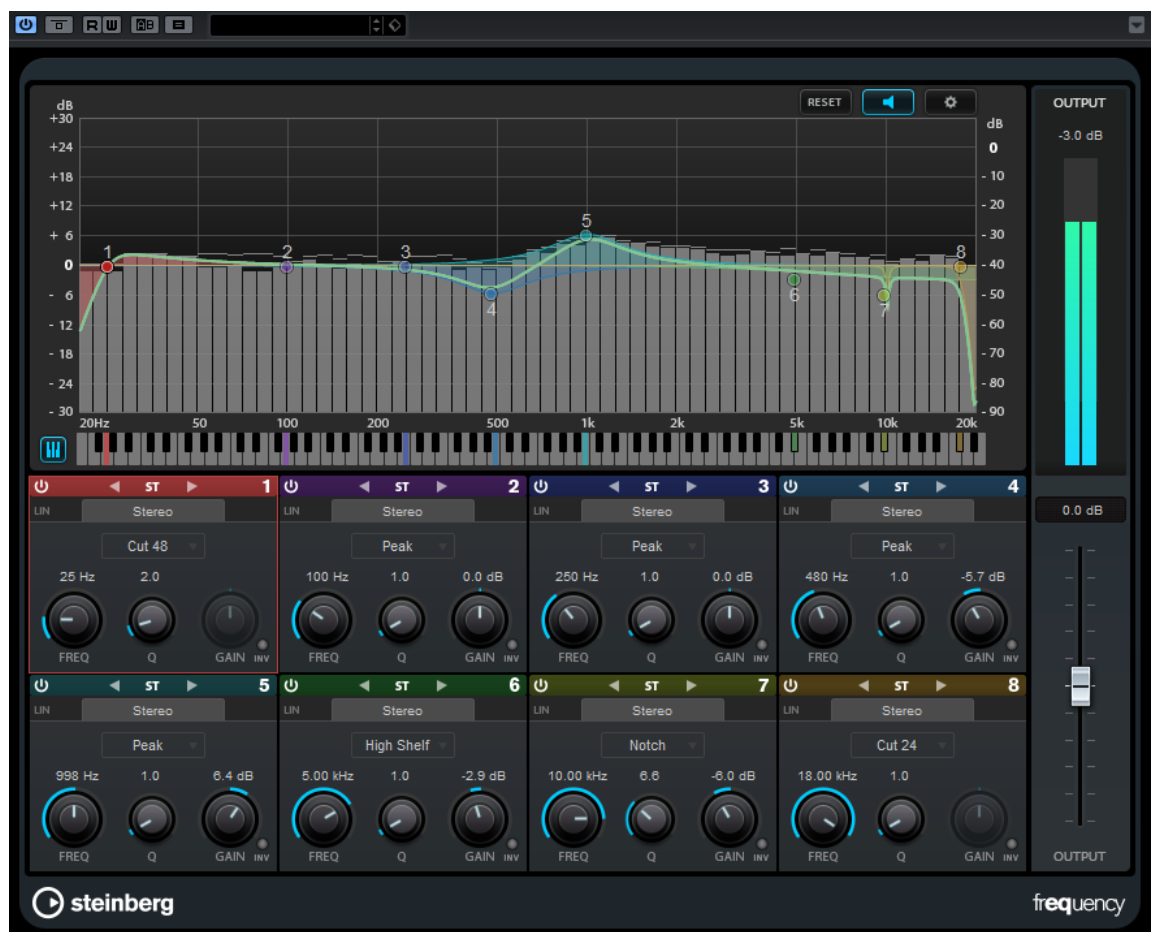 R W AB
RESET
OUTPUT
dB
+30
+24
+18
+12
+ 6
0
- 6
- 12
- 18
- 24
- 30
dB
0
- 10
- 20
- 30
- 40
- 50
- 60
- 70
- 80
- 90
-3.0 dB
1 2 3 4 5 6 7 8
20Hz 50 100 200 500 1k 2k 5k 10k 20k
ST 1 ST 2 ST 3 ST 4
LIN Stereo LIN Stereo LIN Stereo LIN Stereo
0.0 dB
Cut 48 Peak Peak Peak
25 Hz 2.0 100 Hz 1.0 0.0 dB 250 Hz 1.0 0.0 dB 480 Hz 1.0 -5.7 dB
FREQ Q GAIN INV FREQ Q GAIN INV FREQ Q GAIN INV FREQ Q GAIN INV
ST 5 ST 6 ST 7 ST 8
LIN Stereo LIN Stereo LIN Stereo LIN Stereo
Peak High Shelf Notch Cut 24
998 Hz 1.0 6.4 dB 5.00 kHz 1.0 -2.9 dB 10.00 kHz 6.6 -6.0 dB 18.00 kHz 1.0
FREQ Q GAIN INV FREQ Q GAIN INV FREQ Q GAIN INV FREQ Q GAIN INV
OUTPUT
steinberg
frequency